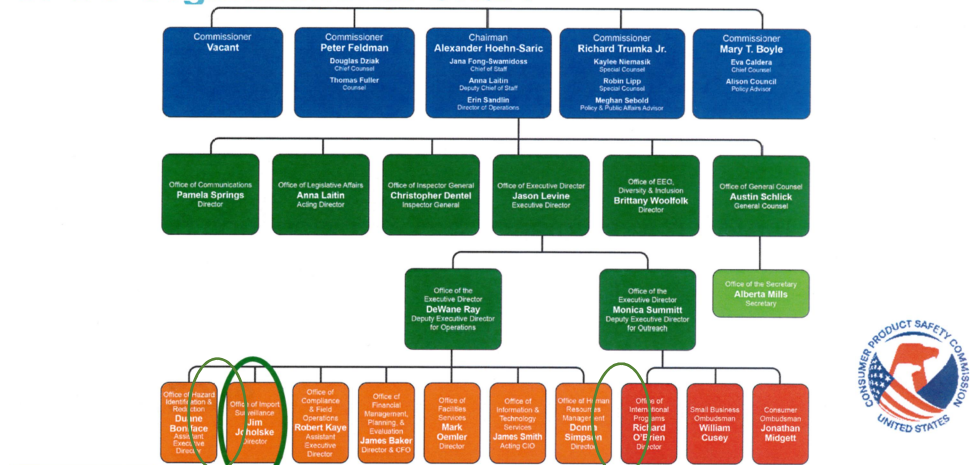 Commissioner
Vacant
Commissioner
Peter Feldman
Douglas Dziak
Chief Counsel
Thomas Fuller
Counsel
Chairman
Alexander Hoehn-Saric
Jana Fong-Swamidoss
Chief of Staff
Anna Laitin
Deputy Chief of Staff
Erin Sandlin
Director of Operations
Commissioner
Richard Trumka Jr.
Kaylee Niemasik
Special Counsel
Robin Lipp
Special Counsel
Meghan Sebold
Policy & Public Affairs Advisor
Commissioner
Mary T. Boyle
Eva Caldera
Chief Counsel
Alison Council
Policy Advisor
Office of Communications
Pamela Springs
Director
Office of Legislative Affairs
Anna Laitin
Acting Director
Office of Inspector General
Christopher Dentel
Inspector General
Office of Executive Director
Jason Levine
Executive Director
Office of EEO,
Diversity & Inclusion
Brittany Woolfolk
Director
Office of General Counsel
Austin Schlick
General Counsel
Office of the Secretary
Alberta Mills
Secretary
Office of the
Executive Director
DeWane Ray
Deputy Executive Director
for Operations
Office of the
Executive Director
Monica Summitt
Deputy Executive Director
for Outreach
Office of Hazard
Identification &
Reduction
Duane
Boniface
Assistant
Executive
Director
Office of Import
Surveillance
Jim
Joholske
Director
Office of
Compliance
& Field
Operations
Robert Kaye
Assistant
Executive
Director
Office of
Financial
Management,
Planning, &
Evaluation
James Baker
Director & CFO
Office of
Facilities
Services
Mark
Oemler
Director
Office of
Information &
Technology
Services
James Smith
Acting CIO
Office of Human
Resources
Management
Donna
Simpson
Director
Office of
International
Programs
Richard
O'Brien
Director
Small Business
Ombudsman
William
Cusey
Consumer
Ombudsman
Jonathan
Midgett
CONSUMER PRODUCT SAFETY COMMISSION
UNITED STATES